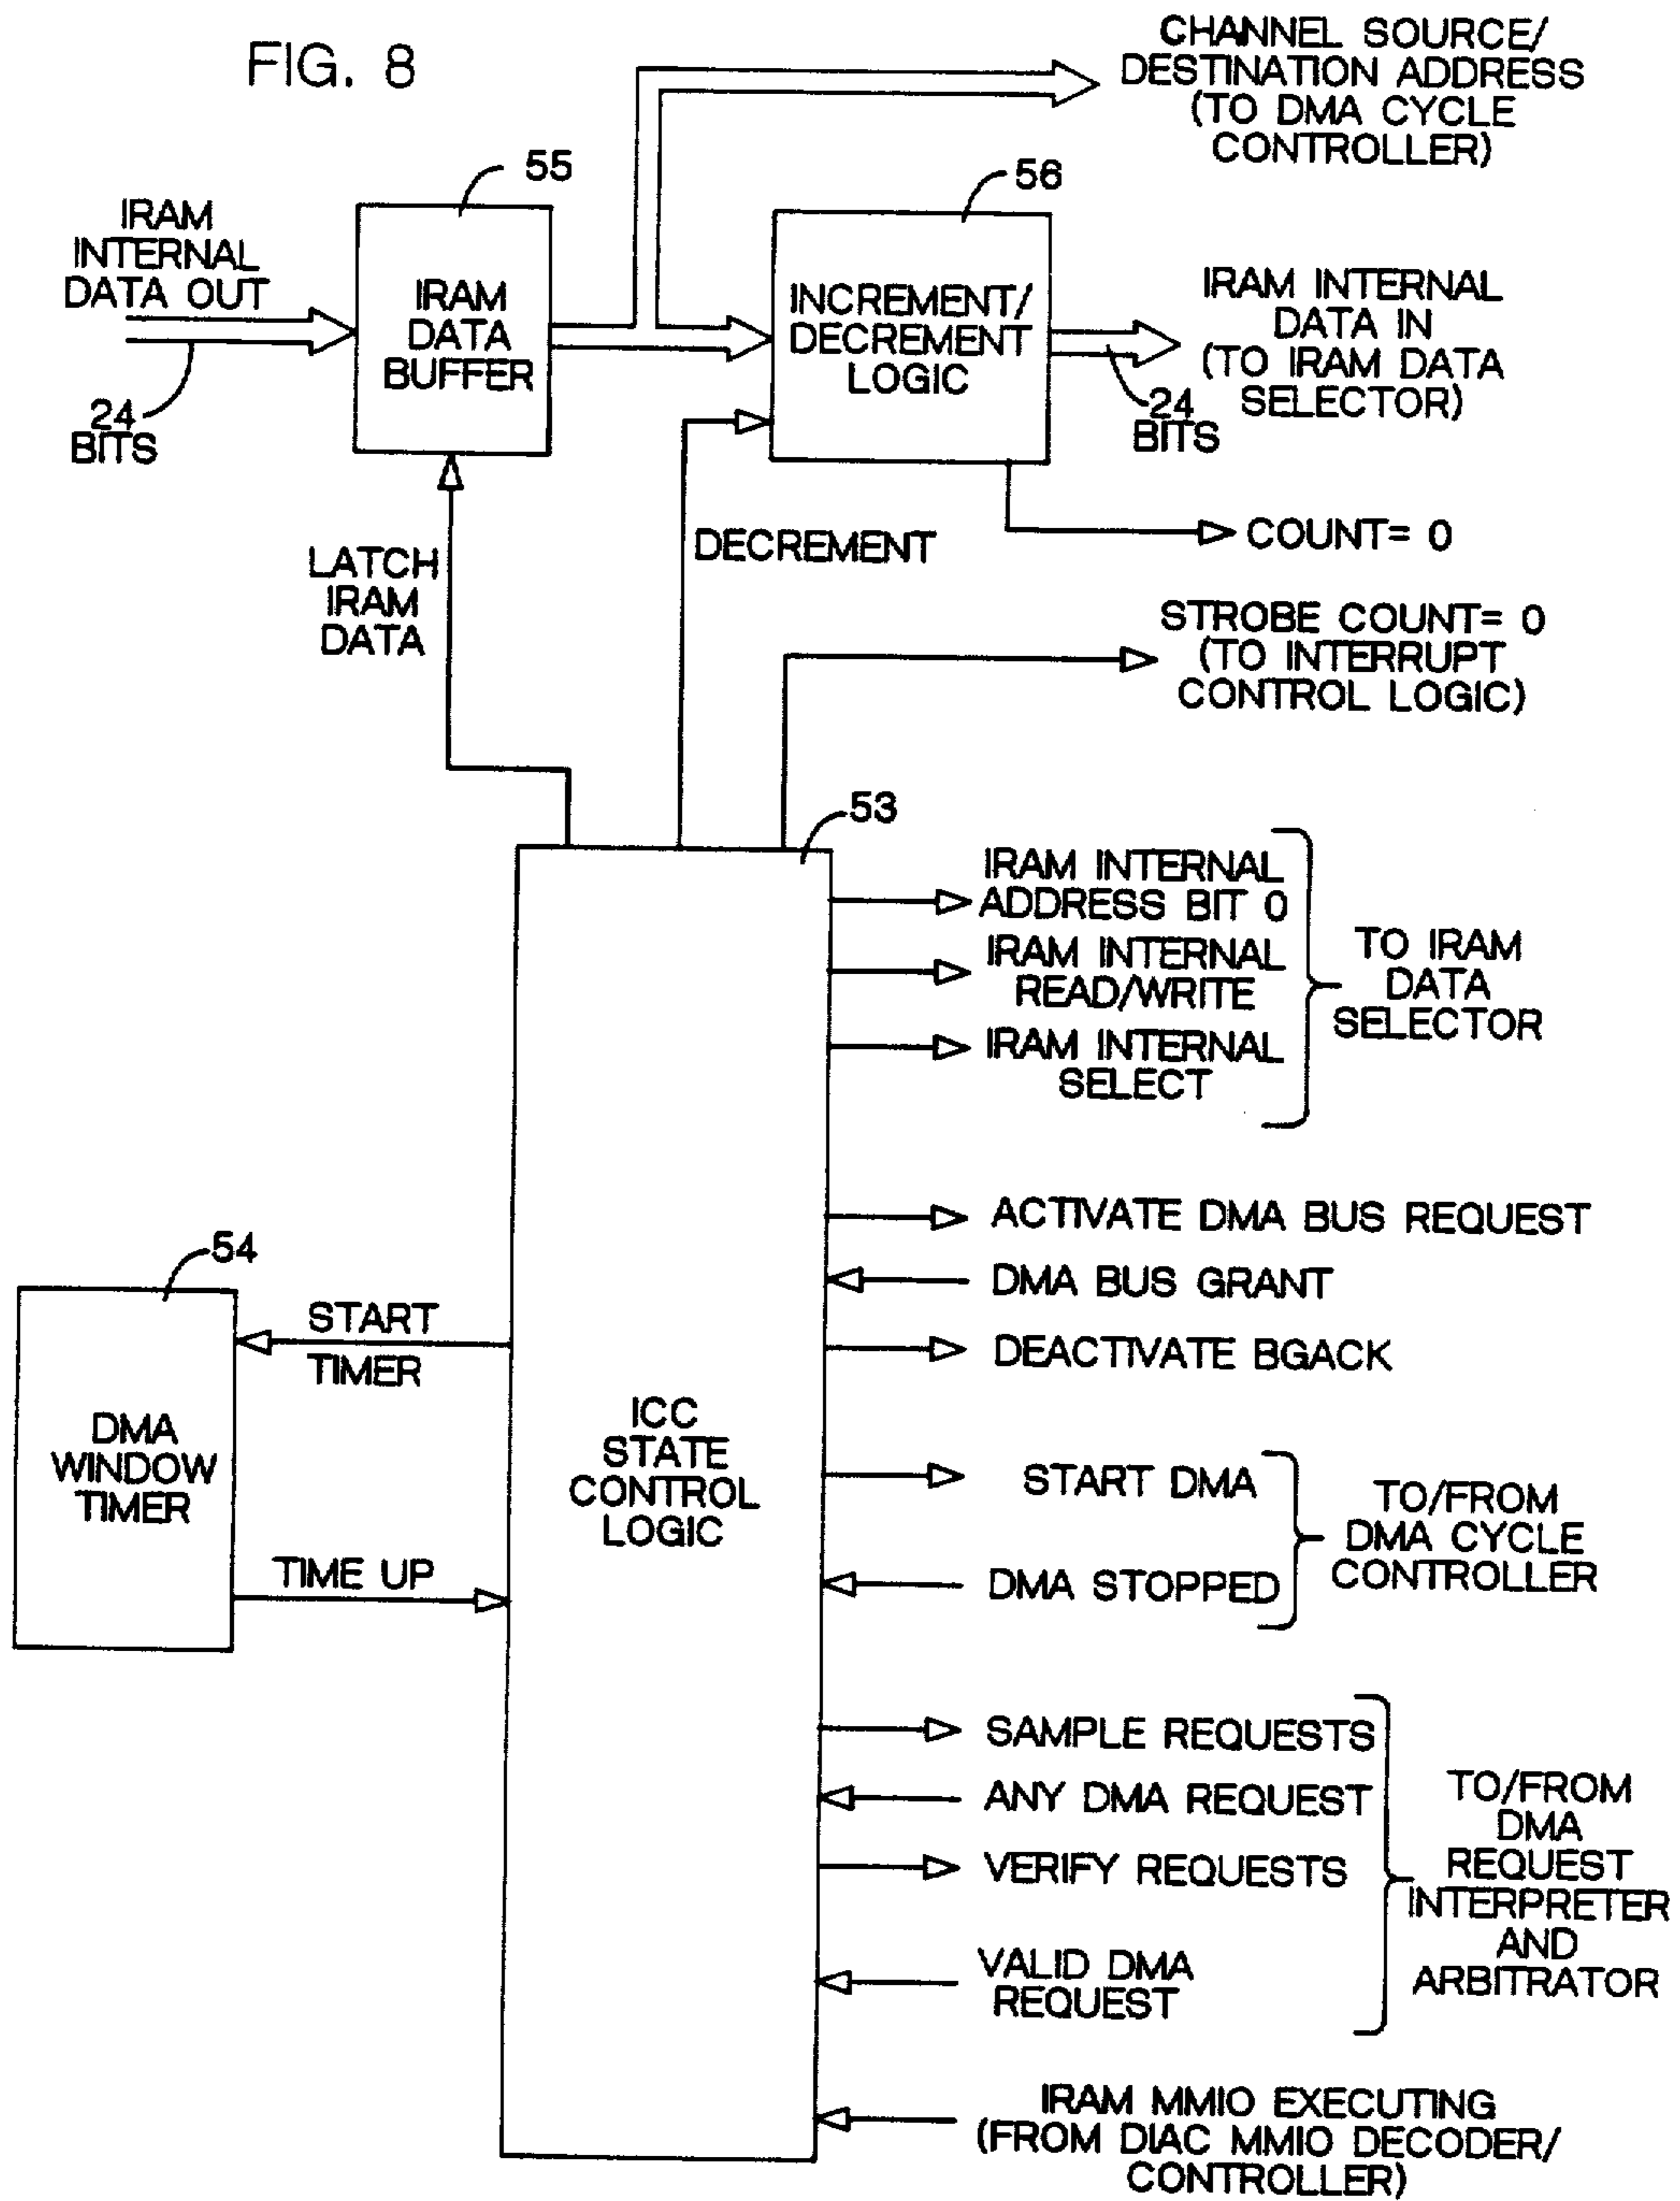 FIG. 8
CHANNEL SOURCE/
DESTINATION ADDRESS
(TO DMA CYCLE
CONTROLLER)
55
56
IRAM
INTERNAL
DATA OUT
24
BITS
IRAM
DATA
BUFFER
INCREMENT/
DECREMENT
LOGIC
IRAM INTERNAL
DATA IN
(TO IRAM DATA
SELECTOR)
24
BITS
LATCH
IRAM
DATA
DECREMENT
COUNT= 0
STROBE COUNT= 0
(TO INTERRUPT
CONTROL LOGIC)
53
IRAM INTERNAL
ADDRESS BIT 0
IRAM INTERNAL
READ/WRITE
IRAM INTERNAL
SELECT
TO IRAM
DATA
SELECTOR
ACTIVATE DMA BUS REQUEST
DMA BUS GRANT
DEACTIVATE BGACK
54
START
TIMER
DMA
WINDOW
TIMER
TIME UP
ICC
STATE
CONTROL
LOGIC
START DMA
DMA STOPPED
TO/FROM
DMA CYCLE
CONTROLLER
SAMPLE REQUESTS
ANY DMA REQUEST
VERIFY REQUESTS
VALID DMA
REQUEST
TO/FROM
DMA
REQUEST
INTERPRETER
AND
ARBITRATOR
IRAM MMIO EXECUTING
(FROM DIAC MMIO DECODER/
CONTROLLER)